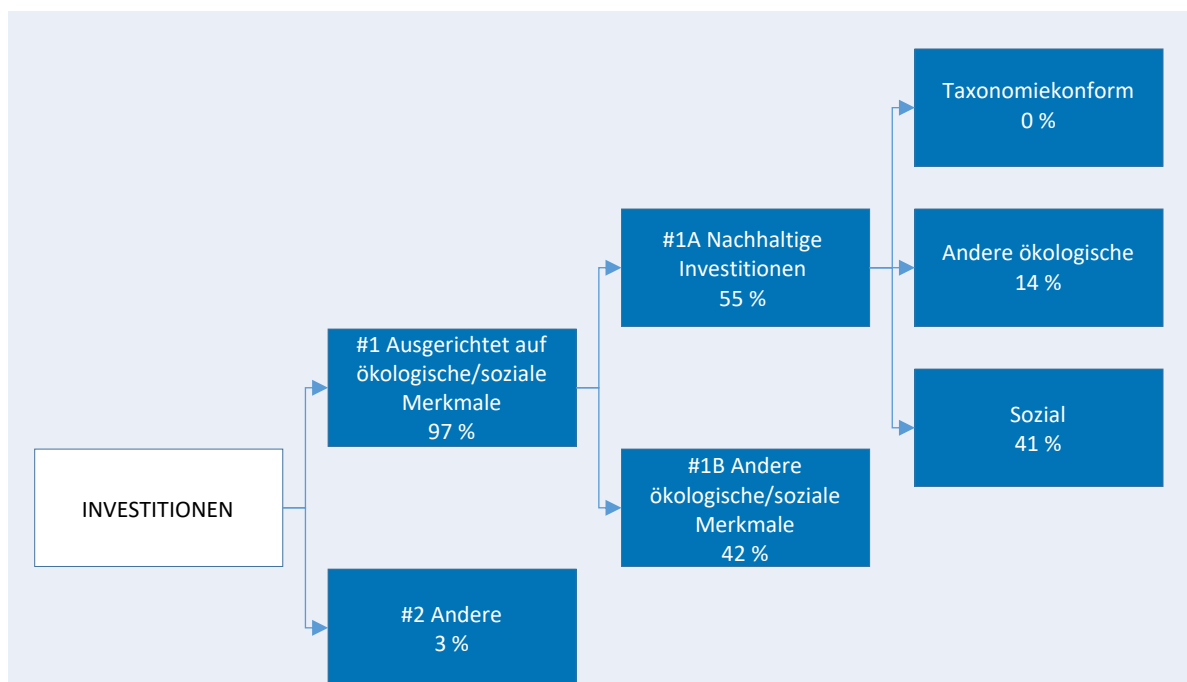 Taxonomiekonform
0 %
#1A Nachhaltige
Investitionen
55 %
Andere ökologische
14 %
#1 Ausgerichtet auf
ökologische/soziale
Merkmale
97 %
Sozial
41 %
INVESTITIONEN
#1B Andere
ökologische/soziale
Merkmale
42 %
#2 Andere
3 %